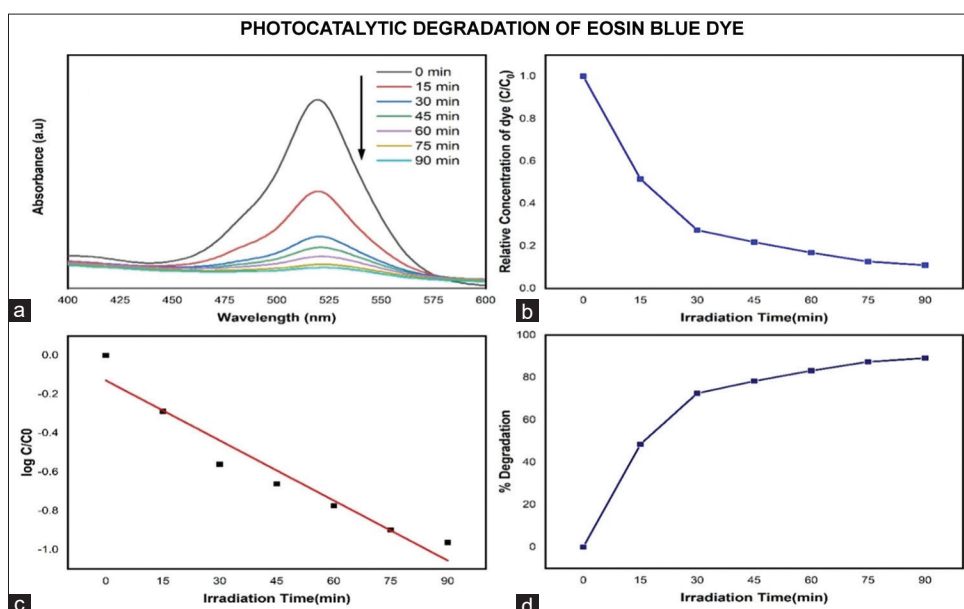 PHOTOCATALYTIC DEGRADATION OF EOSIN BLUE DYE
Absorbance (a.u)
0 min
15 min
30 min
45 min
60 min
75 min
90 min
400 425 450 475 500 525 550 575 600
Wavelength (nm)
a
Relative Concentration of dye (C/C0)
1.0
0.8
0.6
0.4
0.2
0.0
0 15 30 45 60 75 90
Irradiation Time(min)
b
log C/C0
0.0
-0.2
-0.4
-0.6
-0.8
-1.0
0 15 30 45 60 75 90
Irradiation Time(min)
c
% Degradation
100
80
60
40
20
0
0 15 30 45 60 75 90
Irradiation Time(min)
d